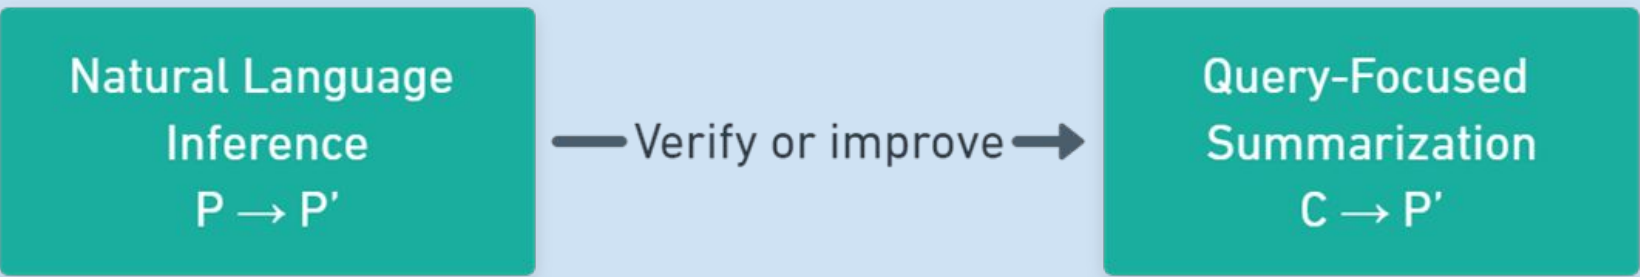 Natural Language
Inference
P → P’
Verify or improve
Query-Focused
Summarization
C → P’